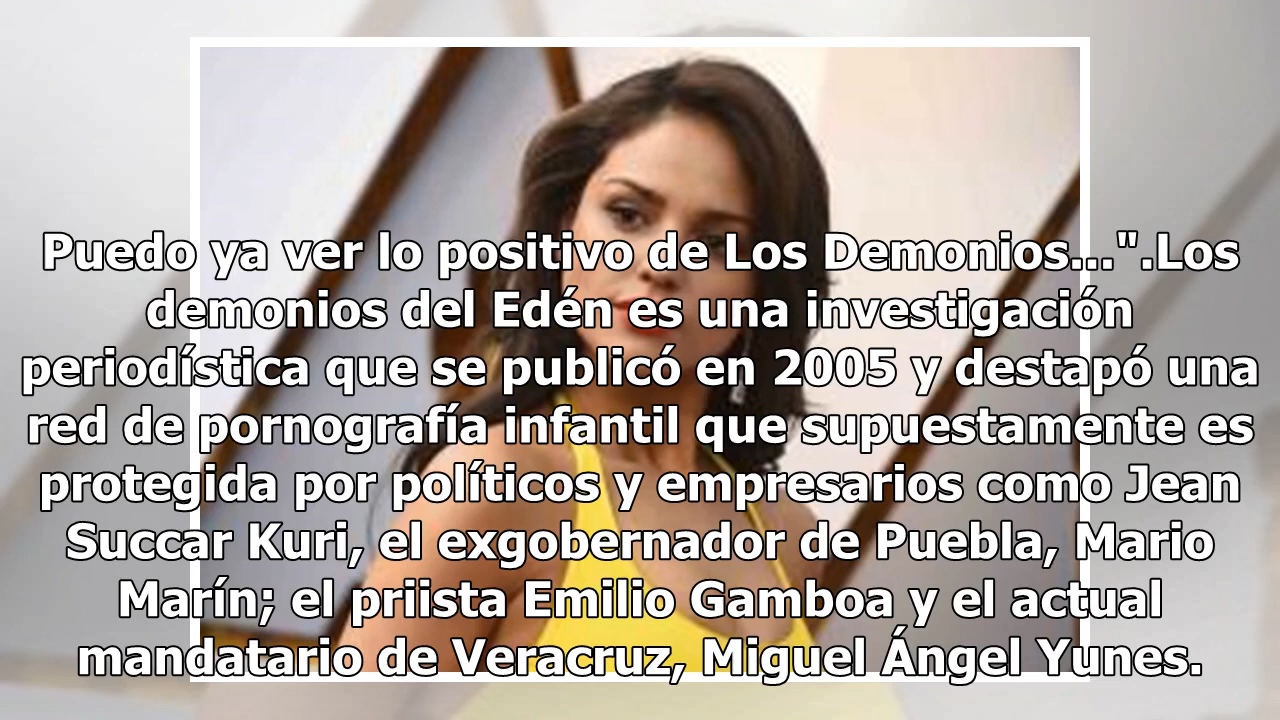 Puedo ya ver lo positivo de Los Demonios...".Los
demonios del Edén es una investigación
periodística que se publicó en 2005 y destapó una
red de pornografía infantil que supuestamente es
protegida por políticos y empresarios como Jean
Succar Kuri, el exgobernador de Puebla, Mario
Marín; el priista Emilio Gamboa y el actual
mandatario de Veracruz, Miguel Ángel Yunes.